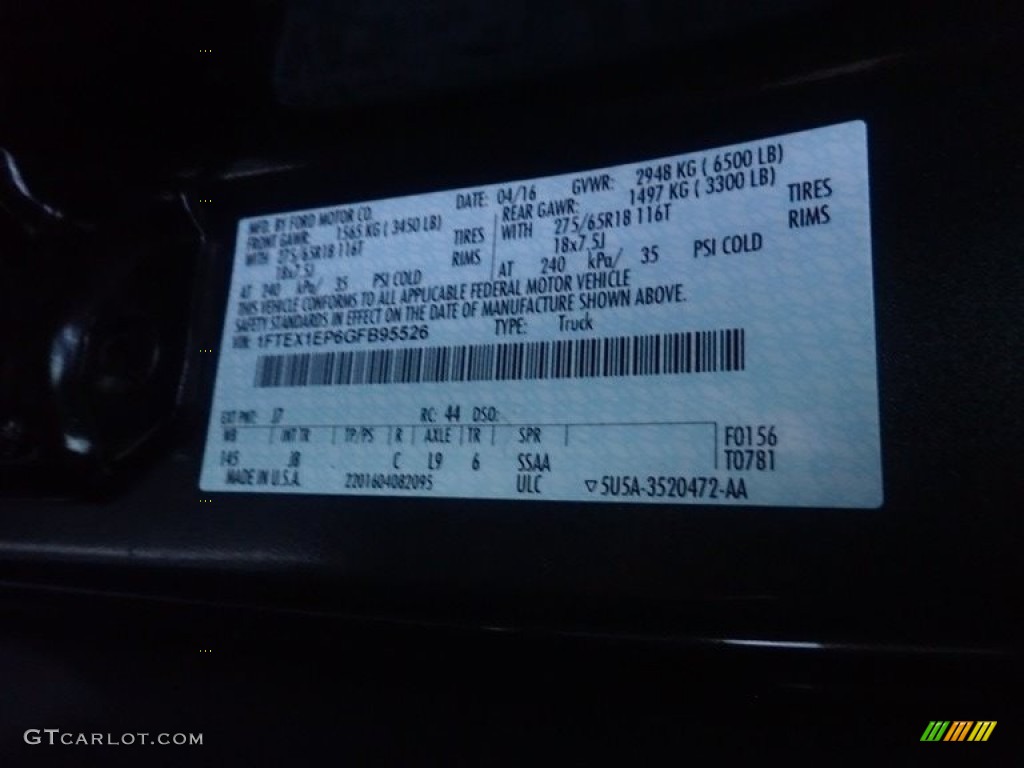 MFD. BY FORD MOTOR CO. DATE: 04/16 GVWR: 2948 KG ( 6500 LB)
FRONT GAWR: 1565 KG ( 3450 LB) REAR GAWR: 1497 KG ( 3300 LB)
WITH 275/65R18 116T TIRES WITH 275/65R18 116T TIRES
18x7.5J RIMS 18x7.5J RIMS
AT 240 kPa/ 35 PSI COLD AT 240 kPa/ 35 PSI COLD
THIS VEHICLE CONFORMS TO ALL APPLICABLE FEDERAL MOTOR VEHICLE
SAFETY STANDARDS IN EFFECT ON THE DATE OF MANUFACTURE SHOWN ABOVE.
VIN: 1FTEX1EP6GFB95526 TYPE: Truck
EXT PNT: J7 RC: 44 DSO:
WB INT TR TP/PS R AXLE TR SPR F0156
145 JB C L9 6 SSAA T0781
MADE IN U.S.A. 2201604082095 ULC ▽5U5A-3520472-AA
GTCARLOT.COM